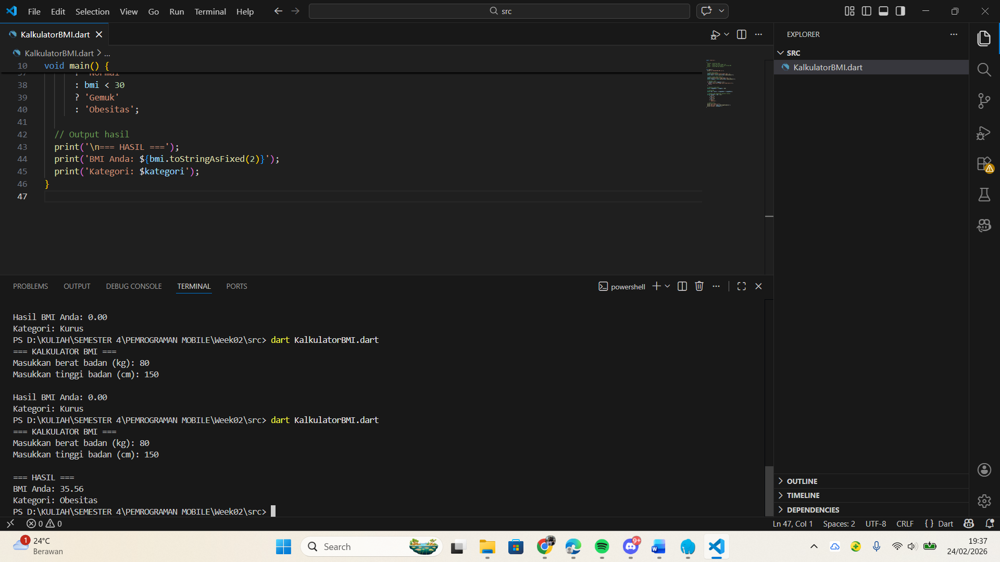 File Edit Selection View Go Run Terminal Help
src
KalkulatorBMI.dart
KalkulatorBMI.dart > ...
10 void main() {
37 ? 'Normal'
38 : bmi < 30
39 ? 'Gemuk'
40 : 'Obesitas';
41
42 // Output hasil
43 print('\n=== HASIL ===');
44 print('BMI Anda: ${bmi.toStringAsFixed(2)}');
45 print('Kategori: $kategori');
46 }
47
EXPLORER
SRC
KalkulatorBMI.dart
OUTLINE
TIMELINE
DEPENDENCIES
PROBLEMS OUTPUT DEBUG CONSOLE TERMINAL PORTS
powershell
Hasil BMI Anda: 0.00
Kategori: Kurus
PS D:\KULIAH\SEMESTER 4\PEMROGRAMAN MOBILE\Week02\src> dart KalkulatorBMI.dart
=== KALKULATOR BMI ===
Masukkan berat badan (kg): 80
Masukkan tinggi badan (cm): 150
Hasil BMI Anda: 0.00
Kategori: Kurus
PS D:\KULIAH\SEMESTER 4\PEMROGRAMAN MOBILE\Week02\src> dart KalkulatorBMI.dart
=== KALKULATOR BMI ===
Masukkan berat badan (kg): 80
Masukkan tinggi badan (cm): 150
=== HASIL ===
BMI Anda: 35.56
Kategori: Obesitas
PS D:\KULIAH\SEMESTER 4\PEMROGRAMAN MOBILE\Week02\src>
0 0
Ln 47, Col 1 Spaces: 2 UTF-8 CRLF {} Dart
1
24°C
Berawan
Search
9+
19:37
24/02/2026